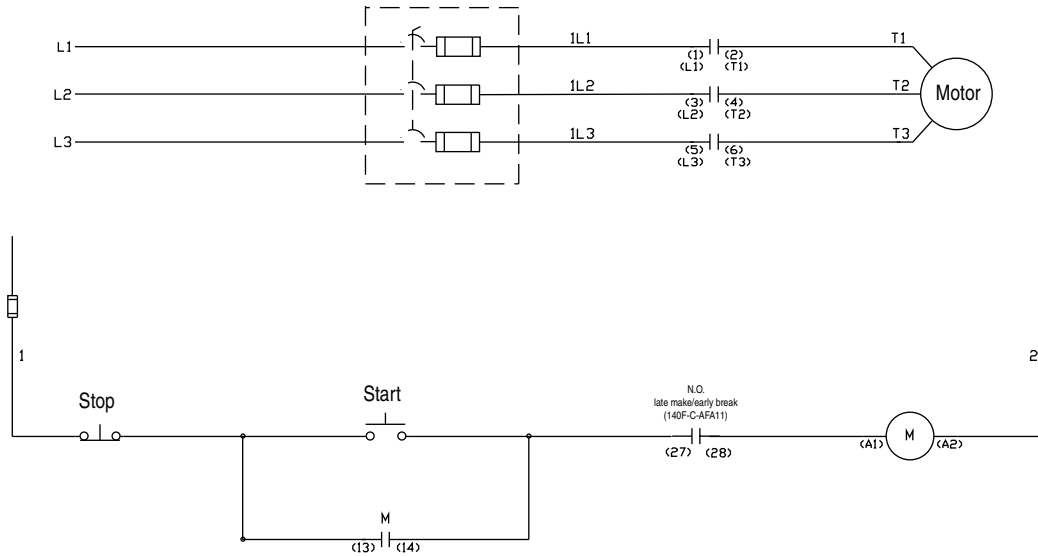 L1
1L1
(1) (2)
(L1) (T1)
T1
L2
1L2
(3) (4)
(L2) (T2)
T2
Motor
L3
1L3
(5) (6)
(L3) (T3)
T3
1
2
Stop
Start
N.O.
late make/early break
(140F-C-AFA11)
(27) (28)
(A1) M (A2)
M
(13) (14)